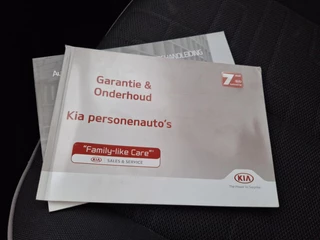 HANDLEIDING
Garantie &
Onderhoud
Kia personenauto's
"Family-like Care"
KIA SALES & SERVICE
7
KIA